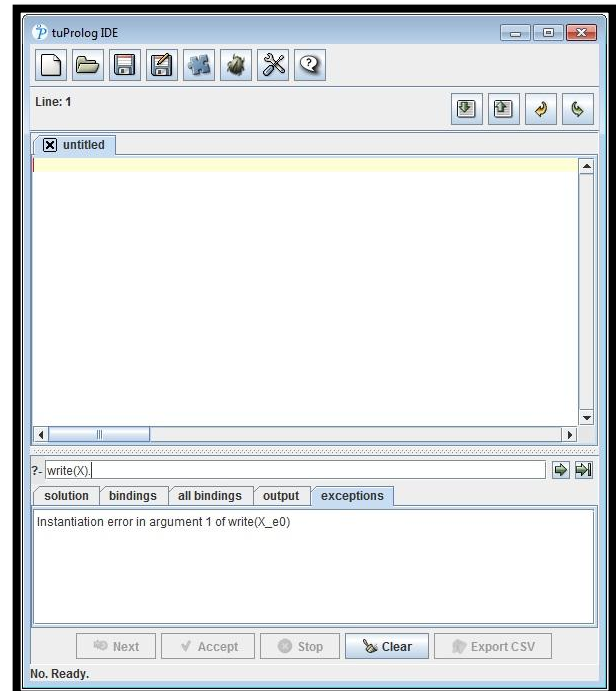 tuProlog IDE
Line: 1
untitled
?- write(X).
solution bindings all bindings output exceptions
Instantiation error in argument 1 of write(X_e0)
Next Accept Stop Clear Export CSV
No. Ready.